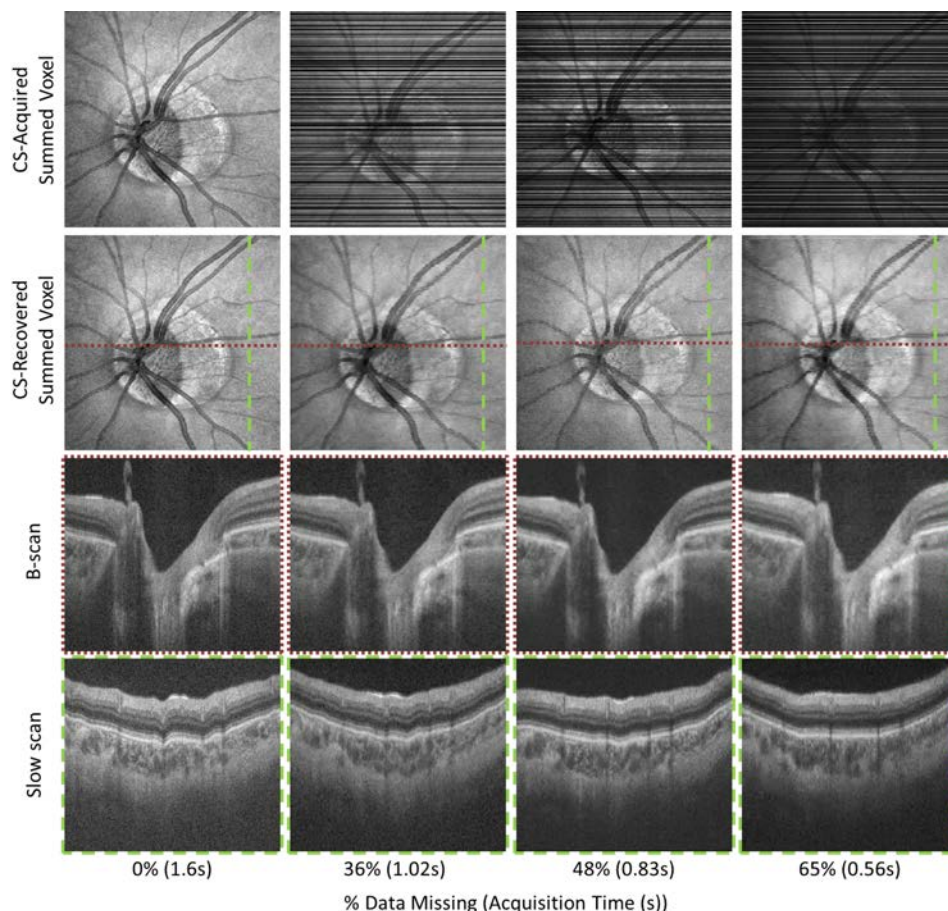 CS-Acquired
Summed Voxel
CS-Recovered
Summed Voxel
B-scan
Slow scan
0% (1.6s)
36% (1.02s)
48% (0.83s)
65% (0.56s)
% Data Missing (Acquisition Time (s))